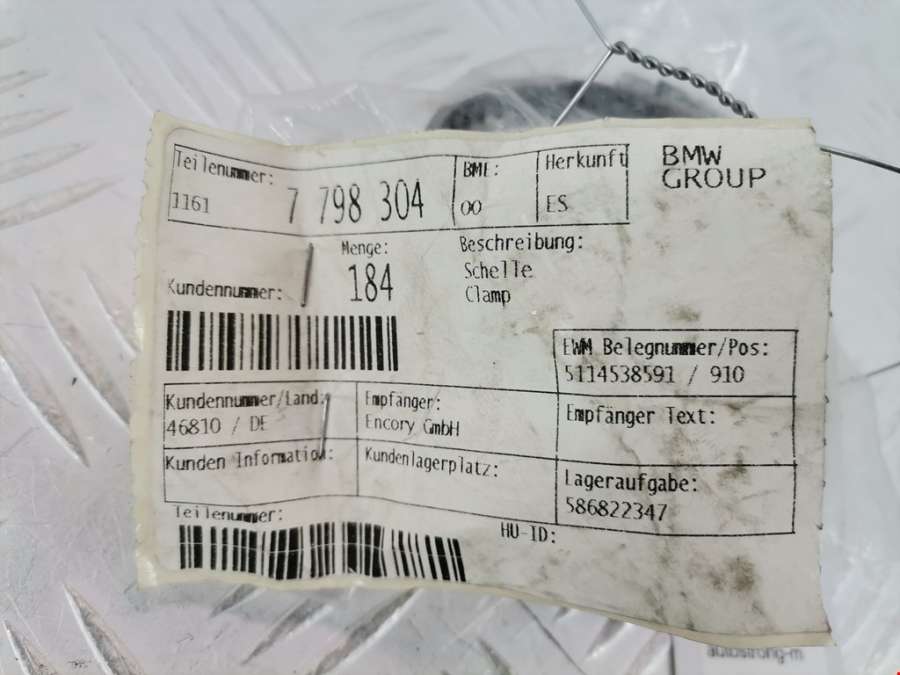 Teilenummer:
1161 7 798 304
BMI:
00
Herkunft
ES
BMW
GROUP
Menge:
184
Beschreibung:
Schelle
Clamp
Kundennummer:
EWM Belegnummer/Pos:
5114538591 / 910
Kundennummer/Land:
46810 / DE
Empfänger:
Encory GmbH
Empfänger Text:
Kunden Information:
Kundenlagerplatz:
Lageraufgabe:
586822347
Teilenummer:
HU-ID: